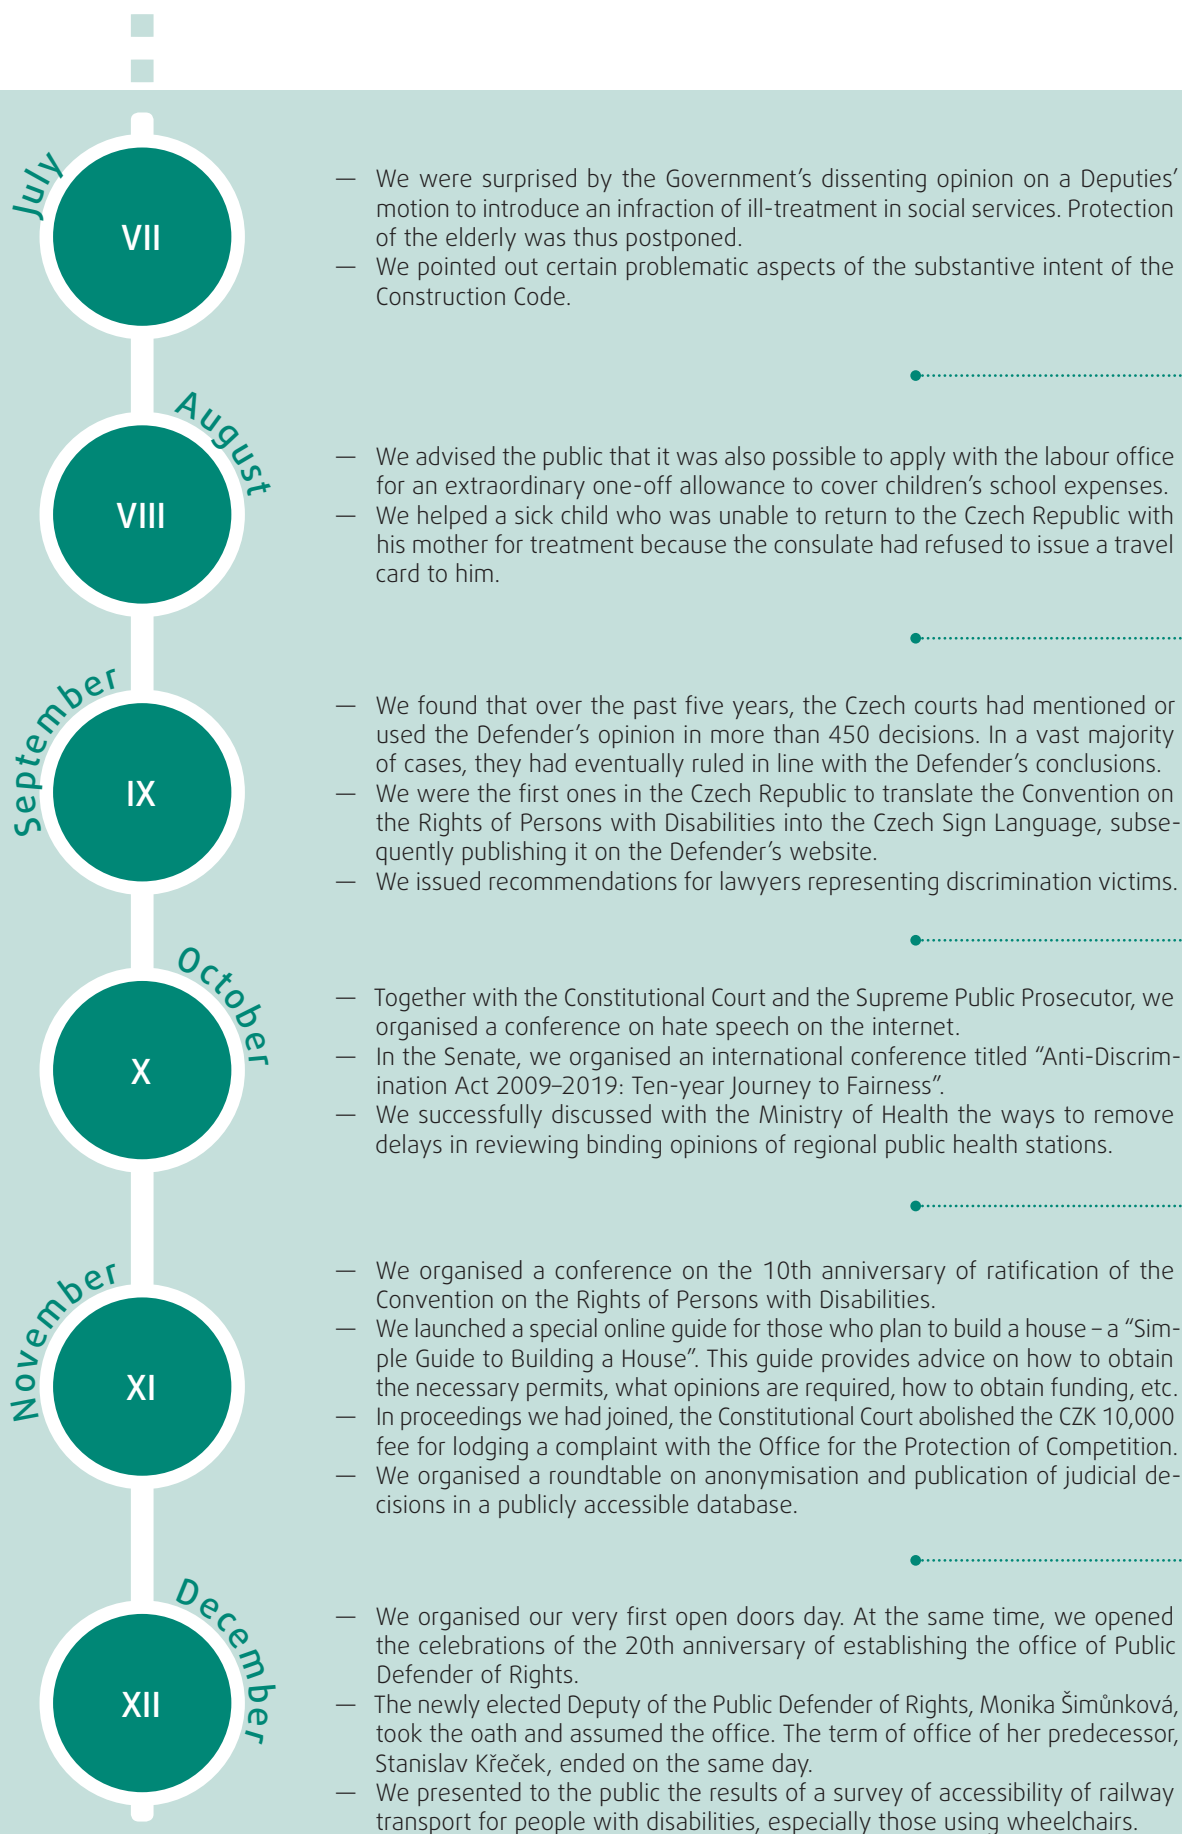 July
VII
— We were surprised by the Government’s dissenting opinion on a Deputies’
motion to introduce an infraction of ill-treatment in social services. Protection
of the elderly was thus postponed.
— We pointed out certain problematic aspects of the substantive intent of the
Construction Code.
August
VIII
— We advised the public that it was also possible to apply with the labour office
for an extraordinary one-off allowance to cover children’s school expenses.
— We helped a sick child who was unable to return to the Czech Republic with
his mother for treatment because the consulate had refused to issue a travel
card to him.
September
IX
— We found that over the past five years, the Czech courts had mentioned or
used the Defender’s opinion in more than 450 decisions. In a vast majority
of cases, they had eventually ruled in line with the Defender’s conclusions.
— We were the first ones in the Czech Republic to translate the Convention on
the Rights of Persons with Disabilities into the Czech Sign Language, subse-
quently publishing it on the Defender’s website.
— We issued recommendations for lawyers representing discrimination victims.
October
X
— Together with the Constitutional Court and the Supreme Public Prosecutor, we
organised a conference on hate speech on the internet.
— In the Senate, we organised an international conference titled “Anti-Discrim-
ination Act 2009–2019: Ten-year Journey to Fairness”.
— We successfully discussed with the Ministry of Health the ways to remove
delays in reviewing binding opinions of regional public health stations.
November
XI
— We organised a conference on the 10th anniversary of ratification of the
Convention on the Rights of Persons with Disabilities.
— We launched a special online guide for those who plan to build a house – a “Sim-
ple Guide to Building a House”. This guide provides advice on how to obtain
the necessary permits, what opinions are required, how to obtain funding, etc.
— In proceedings we had joined, the Constitutional Court abolished the CZK 10,000
fee for lodging a complaint with the Office for the Protection of Competition.
— We organised a roundtable on anonymisation and publication of judicial de-
cisions in a publicly accessible database.
December
XII
— We organised our very first open doors day. At the same time, we opened
the celebrations of the 20th anniversary of establishing the office of Public
Defender of Rights.
— The newly elected Deputy of the Public Defender of Rights, Monika Šimůnková,
took the oath and assumed the office. The term of office of her predecessor,
Stanislav Křeček, ended on the same day.
— We presented to the public the results of a survey of accessibility of railway
transport for people with disabilities, especially those using wheelchairs.